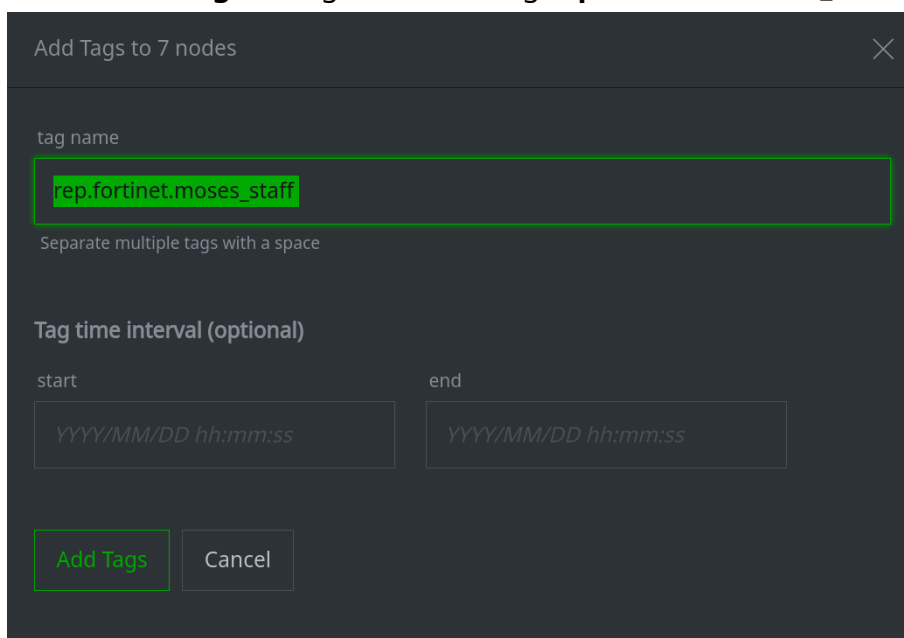 Add Tags to 7 nodes
tag name
rep.fortinet.moses_staff
Separate multiple tags with a space
Tag time interval (optional)
start end
YYYY/MM/DD hh:mm:ss YYYY/MM/DD hh:mm:ss
Add Tags Cancel